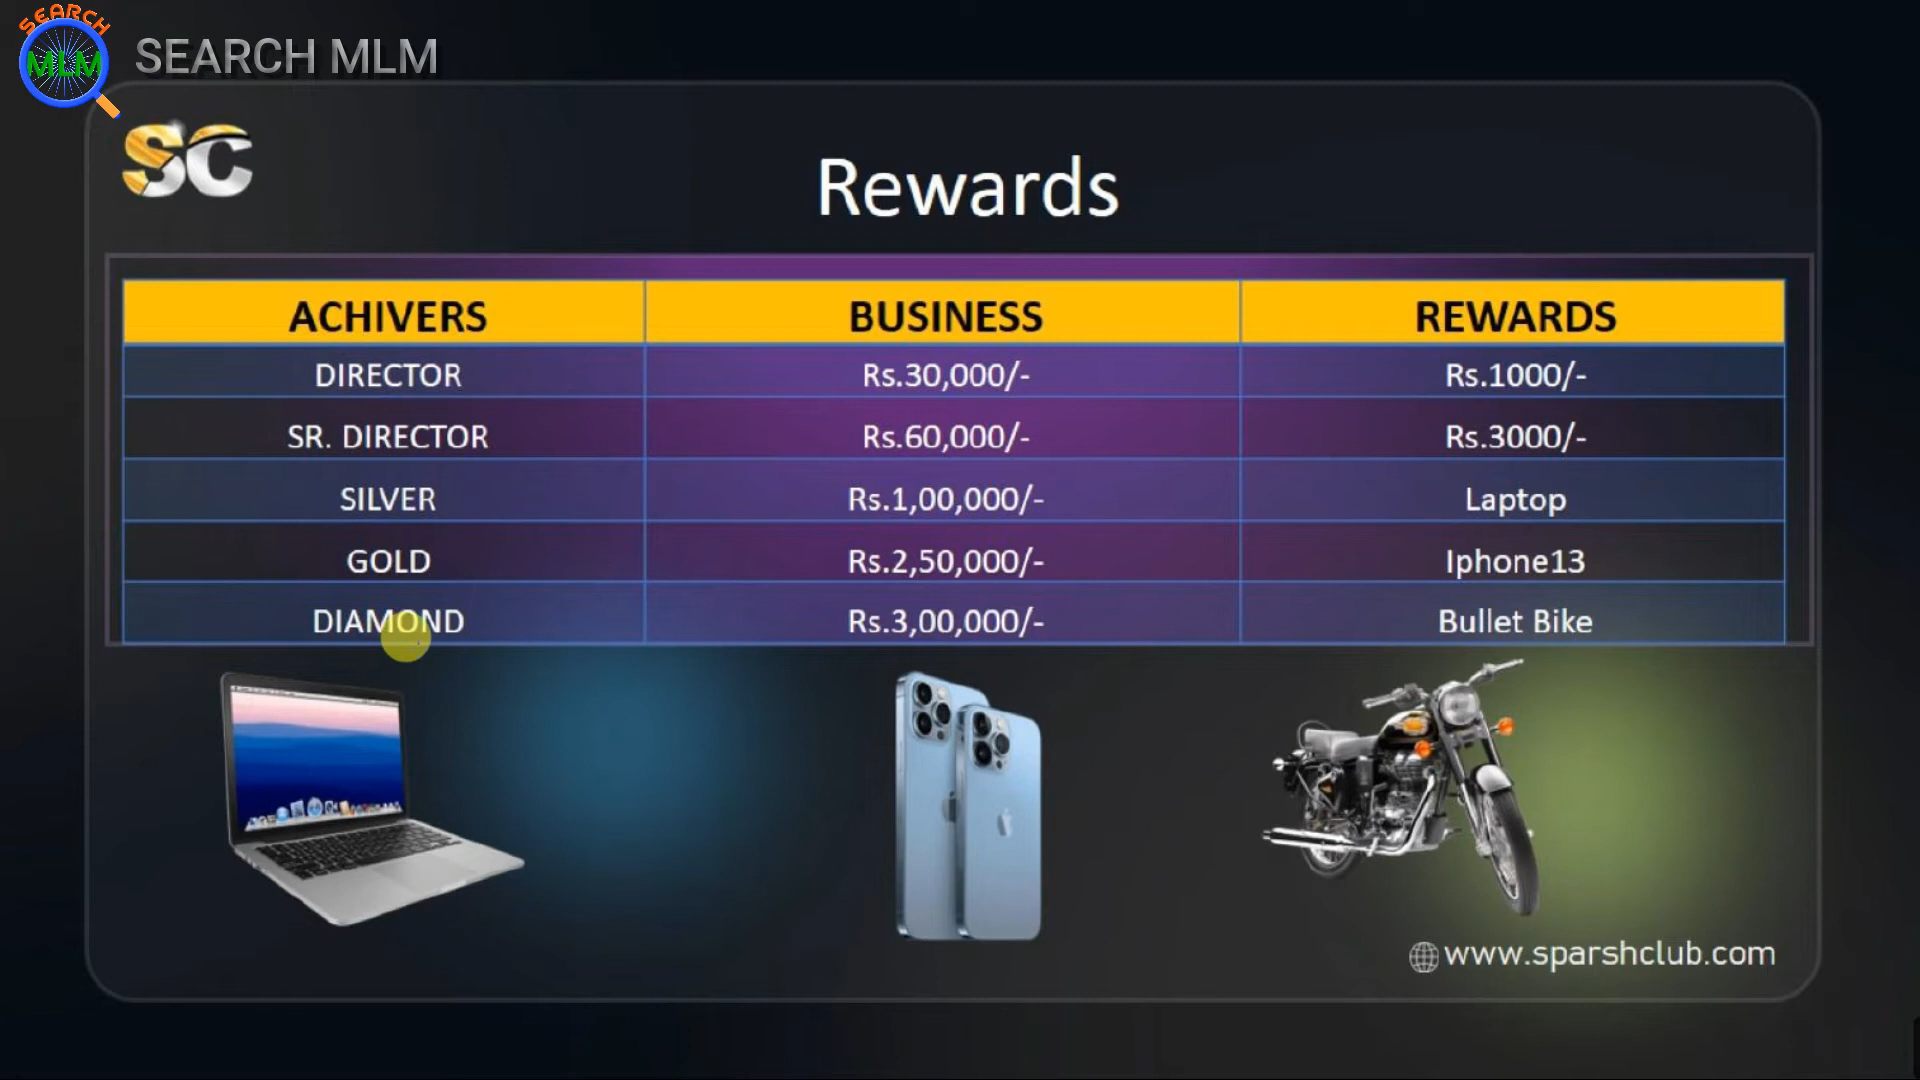 SEARCH
MLM
SEARCH MLM
SC
Rewards
ACHIVERS BUSINESS REWARDS
DIRECTOR Rs.30,000/- Rs.1000/-
SR. DIRECTOR Rs.60,000/- Rs.3000/-
SILVER Rs.1,00,000/- Laptop
GOLD Rs.2,50,000/- Iphone13
DIAMOND Rs.3,00,000/- Bullet Bike
www.sparshclub.com